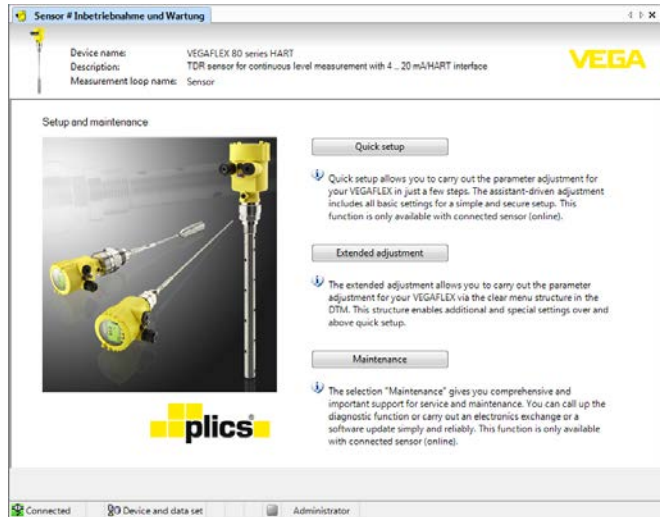 Sensor # Inbetriebnahme und Wartung
Device name: VEGAFLEX 80 series HART
Description: TDR sensor for continuous level measurement with 4 .. 20 mA/HART interface
Measurement loop name: Sensor
VEGA
Setup and maintenance
Quick setup
Quick setup allows you to carry out the parameter adjustment for
your VEGAFLEX in just a few steps. The assistant-driven adjustment
includes all basic settings for a simple and secure setup. This
function is only available with connected sensor (online).
Extended adjustment
The extended adjustment allows you to carry out the parameter
adjustment for your VEGAFLEX via the clear menu structure in the
DTM. This structure enables additional and special settings over and
above quick setup.
Maintenance
The selection "Maintenance" gives you comprehensive and
important support for service and maintenance. You can call up the
diagnostic function or carry out an electronics exchange or a
software update simply and reliably. This function is only available
with connected sensor (online).
plics®
Connected Device and data set Administrator